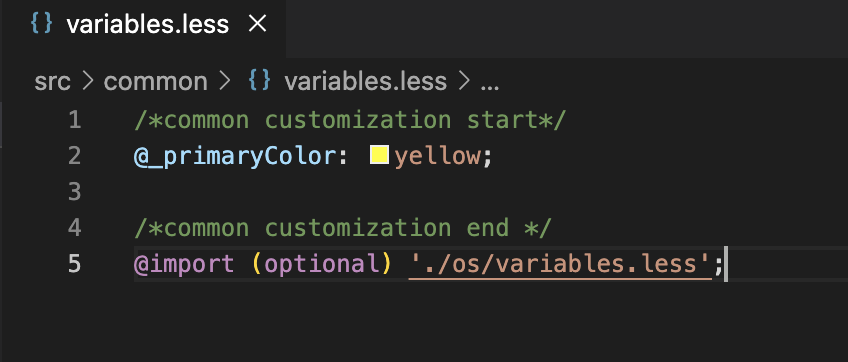 {} variables.less ×
src > common > {} variables.less > ...
1 /*common customization start*/
2 @_primaryColor: yellow;
3
4 /*common customization end */
5 @import (optional) './os/variables.less';